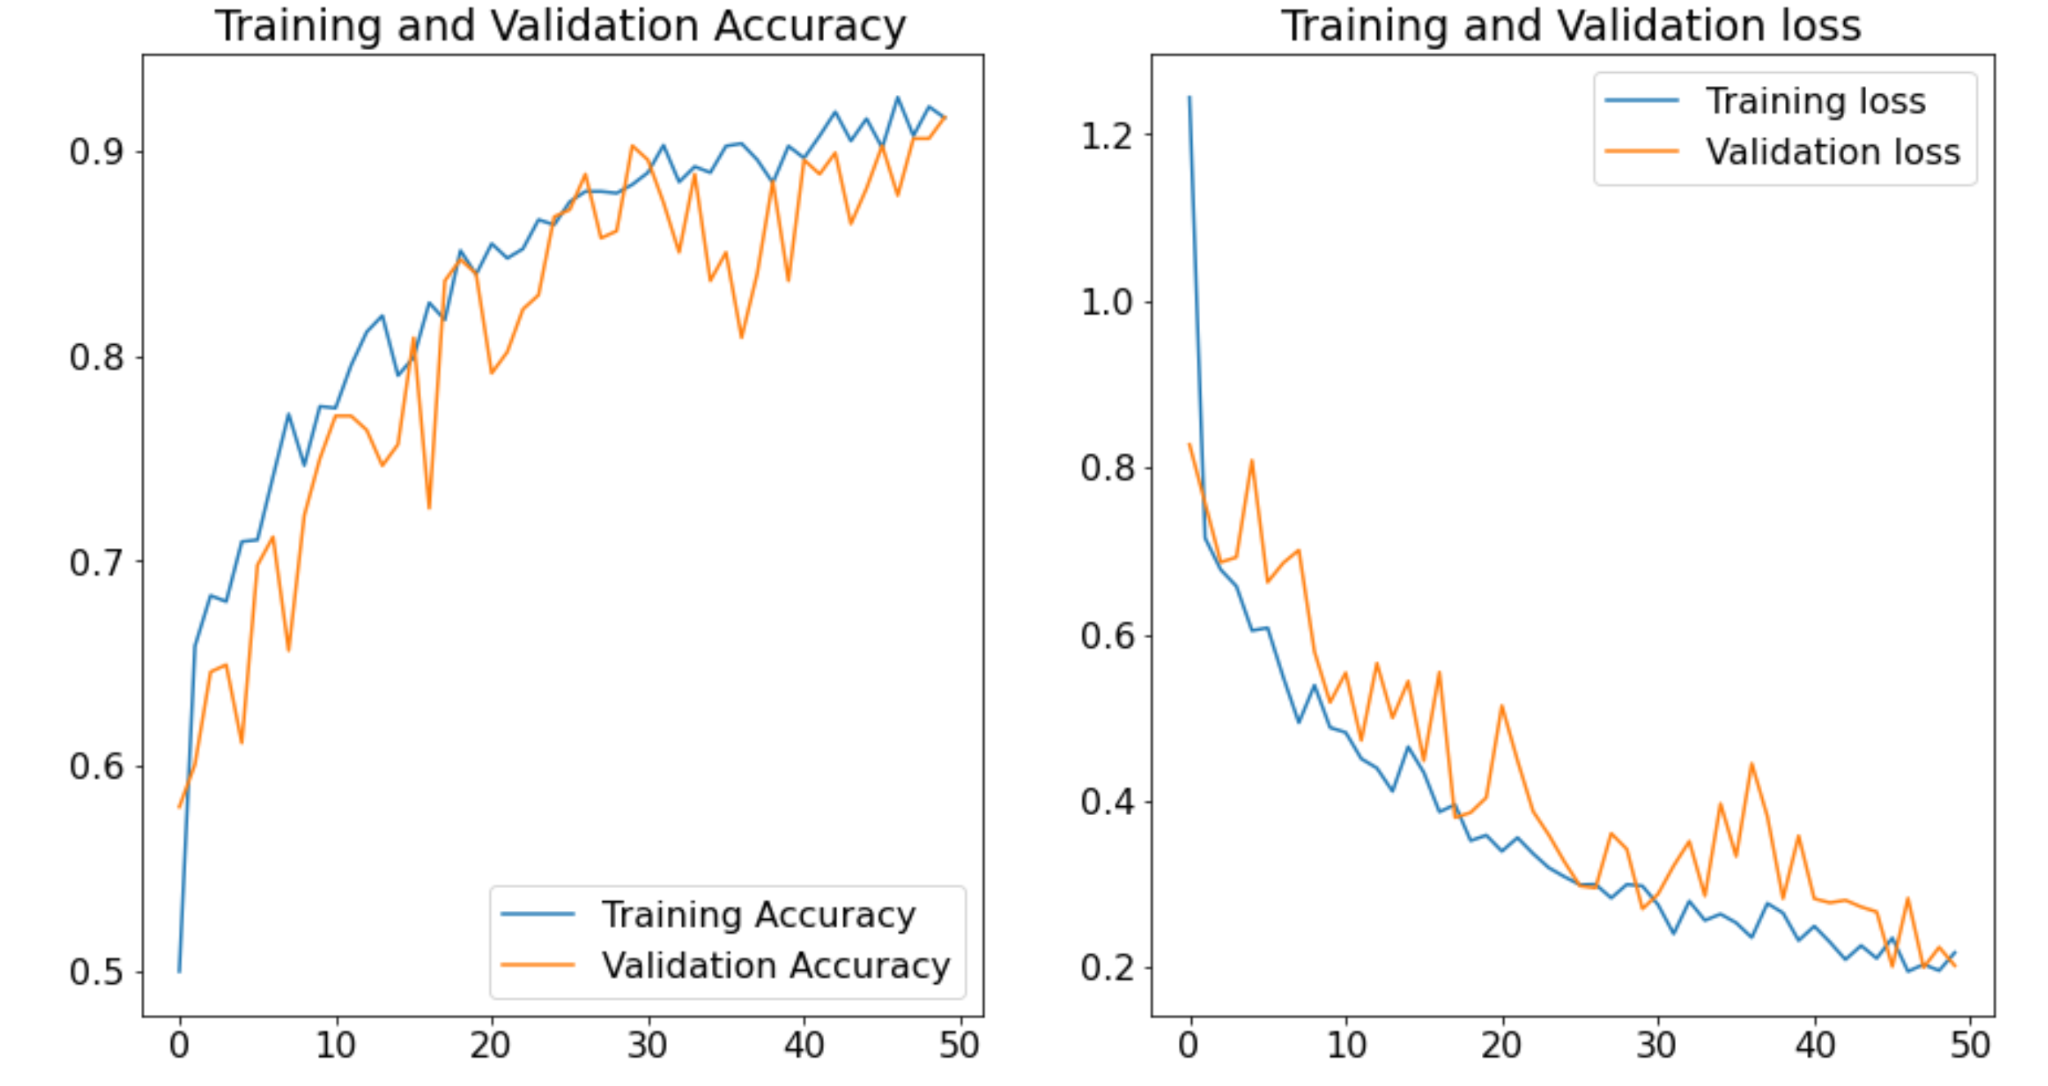 Training and Validation Accuracy
0.9
0.8
0.7
0.6
0.5
0 10 20 30 40 50
Training Accuracy
Validation Accuracy
Training and Validation loss
1.2
1.0
0.8
0.6
0.4
0.2
0 10 20 30 40 50
Training loss
Validation loss